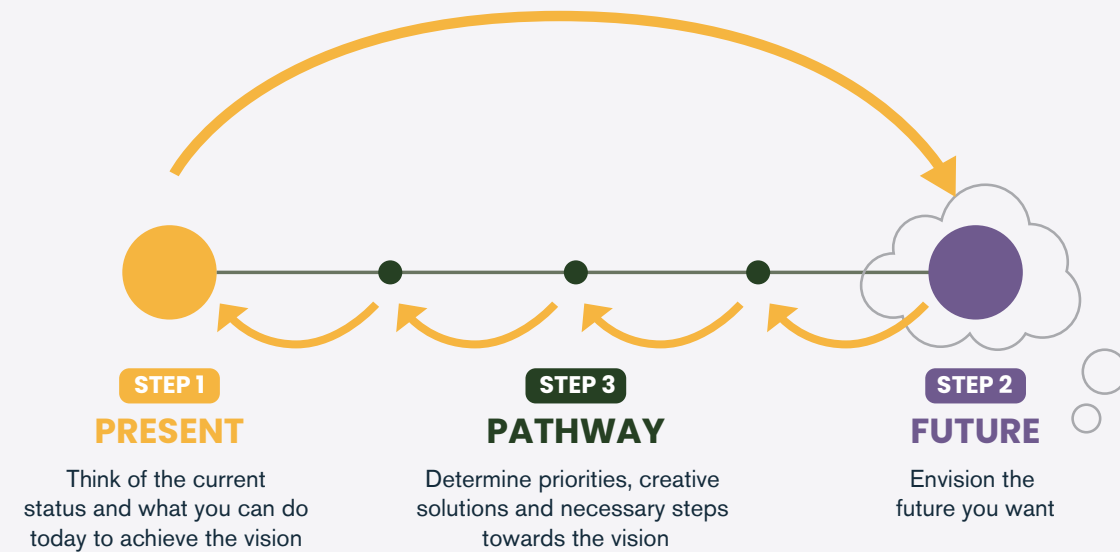 STEP 1
PRESENT
Think of the current
status and what you can do
today to achieve the vision
STEP 3
PATHWAY
Determine priorities, creative
solutions and necessary steps
towards the vision
STEP 2
FUTURE
Envision the
future you want